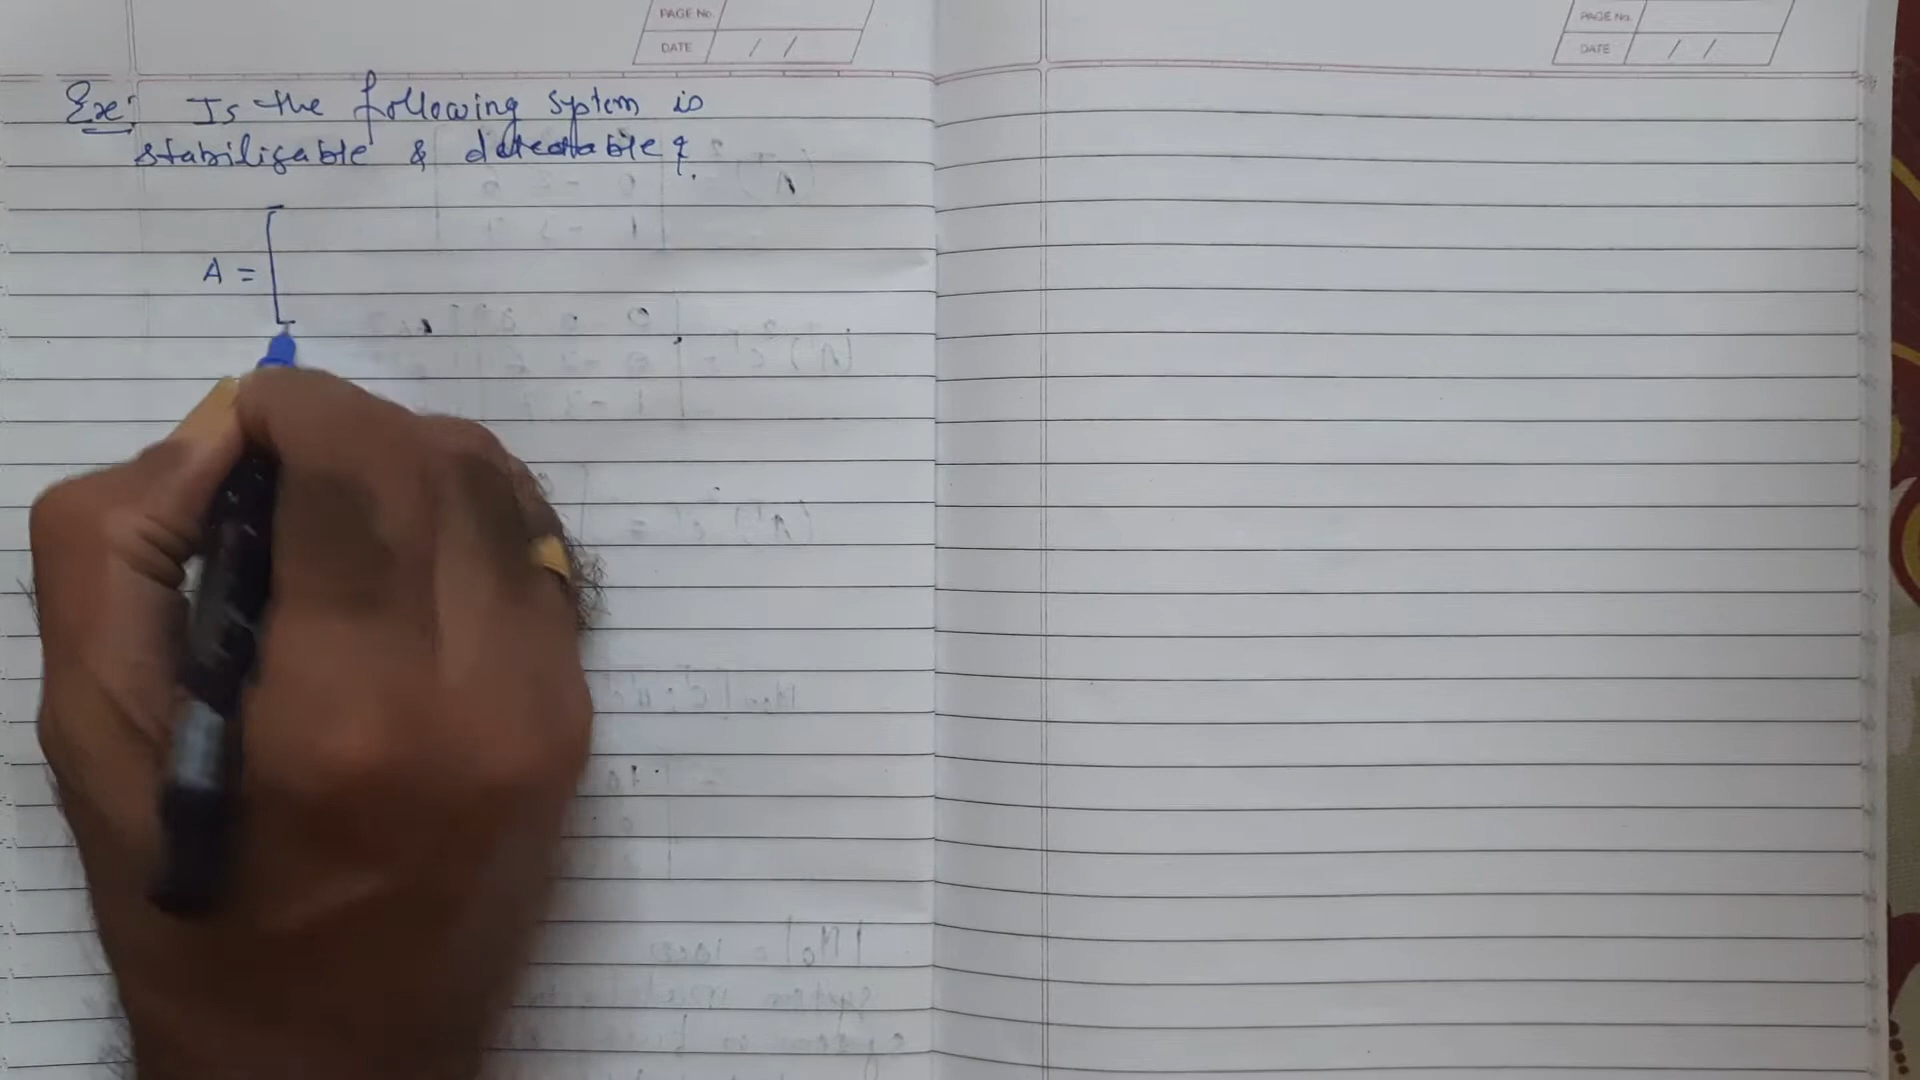 PAGE No.
DATE / /
PAGE No.
DATE / /
Ex: Is the following system is
stabilizable & detectable ?
A = [